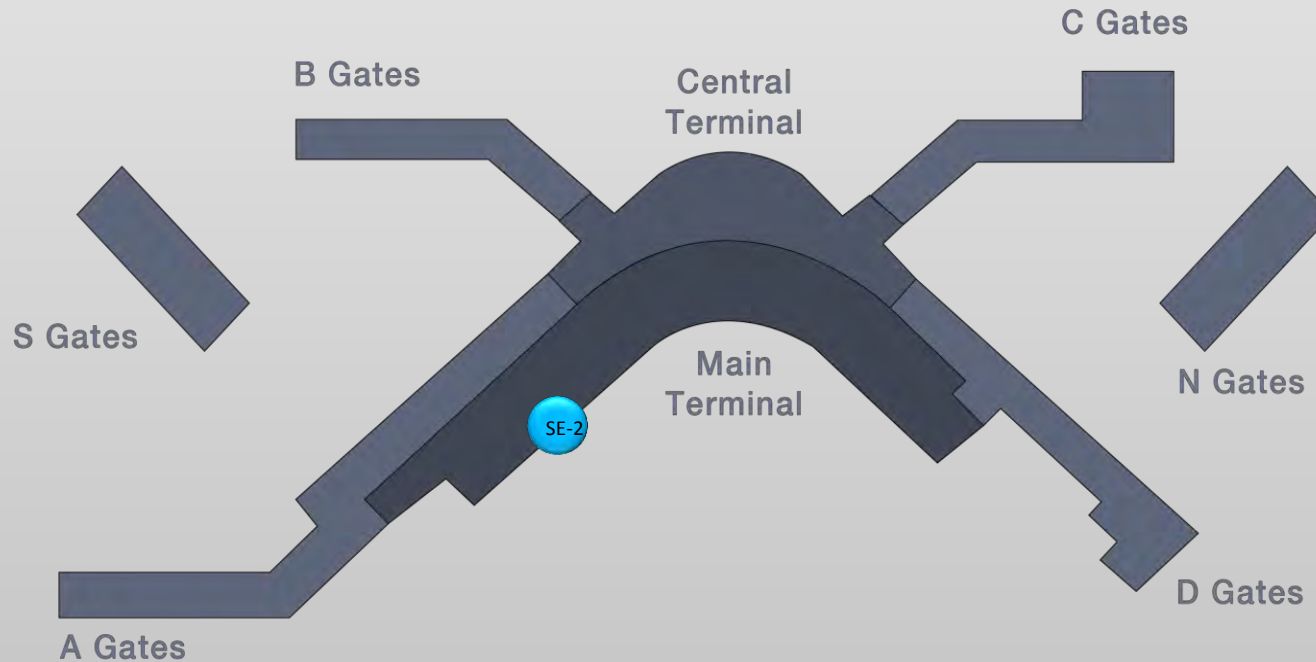 C Gates
B Gates
Central
Terminal
S Gates
Main
Terminal
N Gates
SE-2
D Gates
A Gates